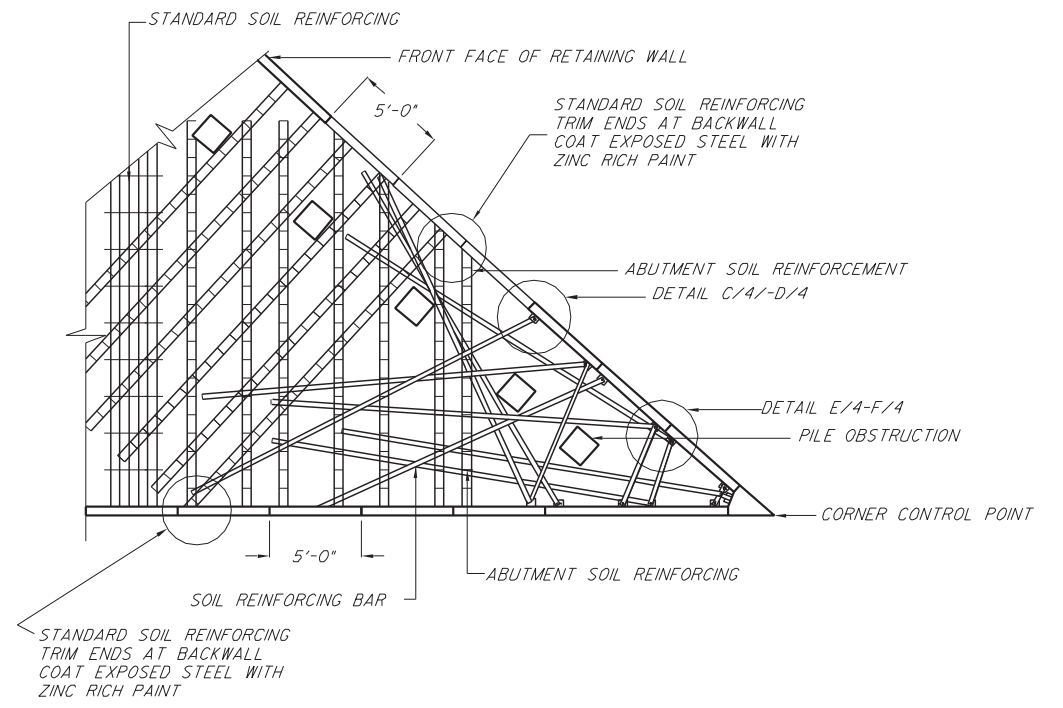 STANDARD SOIL REINFORCING
FRONT FACE OF RETAINING WALL
5'-0"
STANDARD SOIL REINFORCING
TRIM ENDS AT BACKWALL
COAT EXPOSED STEEL WITH
ZINC RICH PAINT
ABUTMENT SOIL REINFORCEMENT
DETAIL C/4/-D/4
DETAIL E/4-F/4
PILE OBSTRUCTION
CORNER CONTROL POINT
5'-0"
ABUTMENT SOIL REINFORCING
SOIL REINFORCING BAR
STANDARD SOIL REINFORCING
TRIM ENDS AT BACKWALL
COAT EXPOSED STEEL WITH
ZINC RICH PAINT